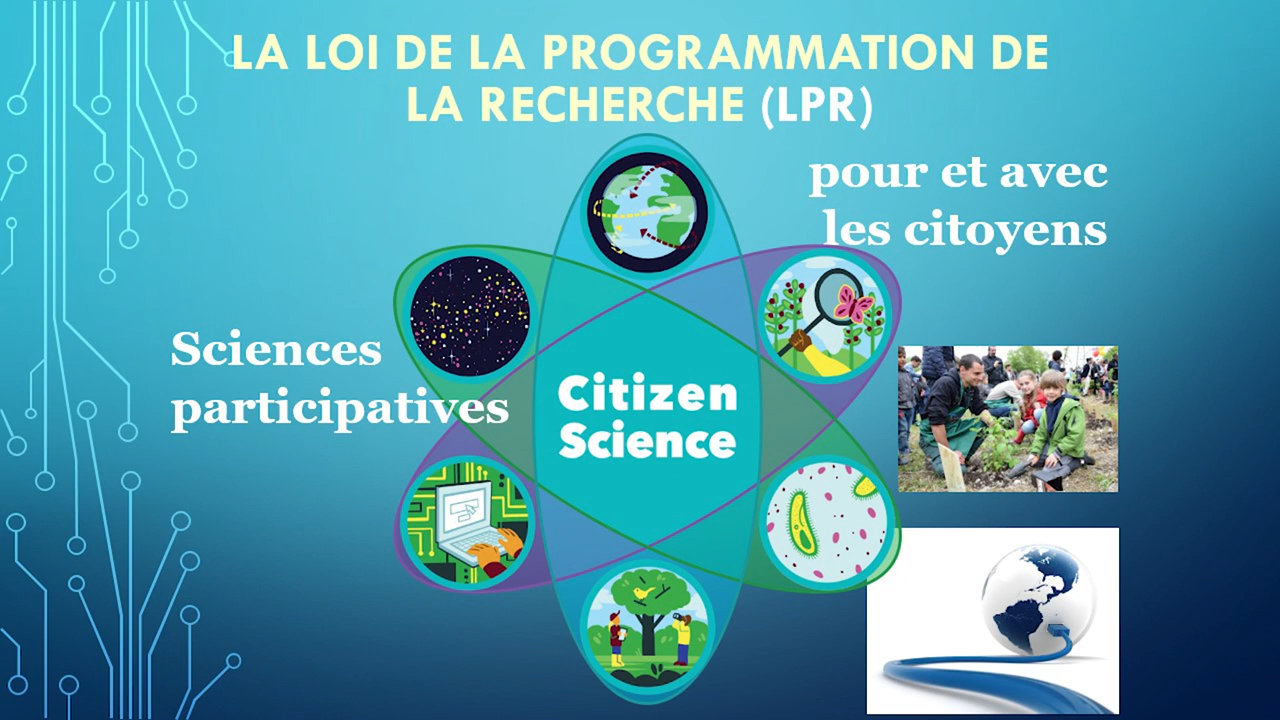 LA LOI DE LA PROGRAMMATION DE
LA RECHERCHE (LPR)
pour et avec
les citoyens
Sciences
participatives
Citizen
Science